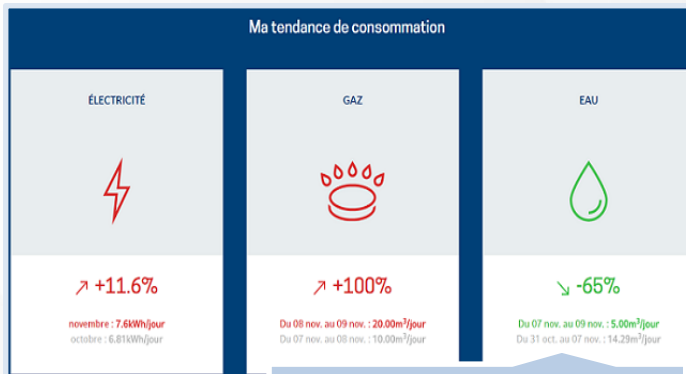 Ma tendance de consommation
ÉLECTRICITÉ
↗ +11.6%
novembre : 7.6kWh/jour
octobre : 6.81kWh/jour
GAZ
↗ +100%
Du 08 nov. au 09 nov. : 20.00m³/jour
Du 07 nov. au 08 nov. : 10.00m³/jour
EAU
↘ -65%
Du 07 nov. au 09 nov. : 5.00m³/jour
Du 31 oct. au 07 nov. : 14.29m³/jour